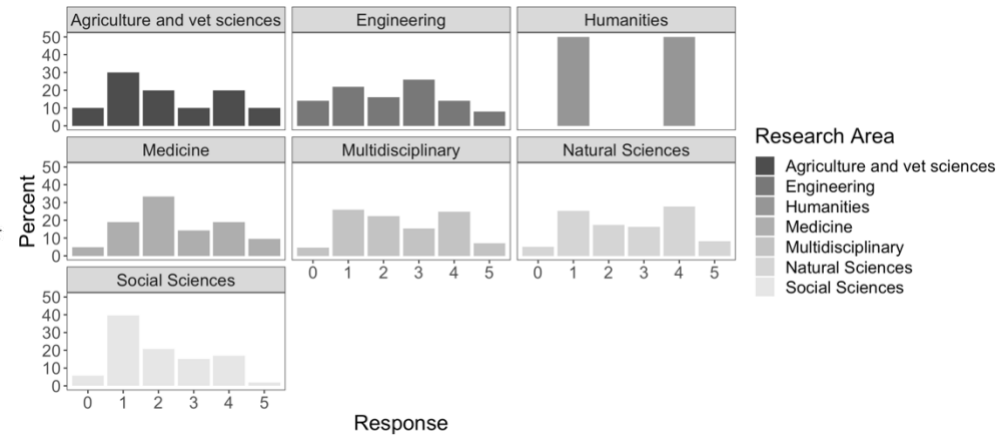 Agriculture and vet sciences
Engineering
Humanities
50
40
30
20
10
0
Medicine
Multidisciplinary
Natural Sciences
50
40
30
20
10
0
0 1 2 3 4 5
0 1 2 3 4 5
Social Sciences
50
40
30
20
10
0
0 1 2 3 4 5
Percent
Response
Research Area
Agriculture and vet sciences
Engineering
Humanities
Medicine
Multidisciplinary
Natural Sciences
Social Sciences